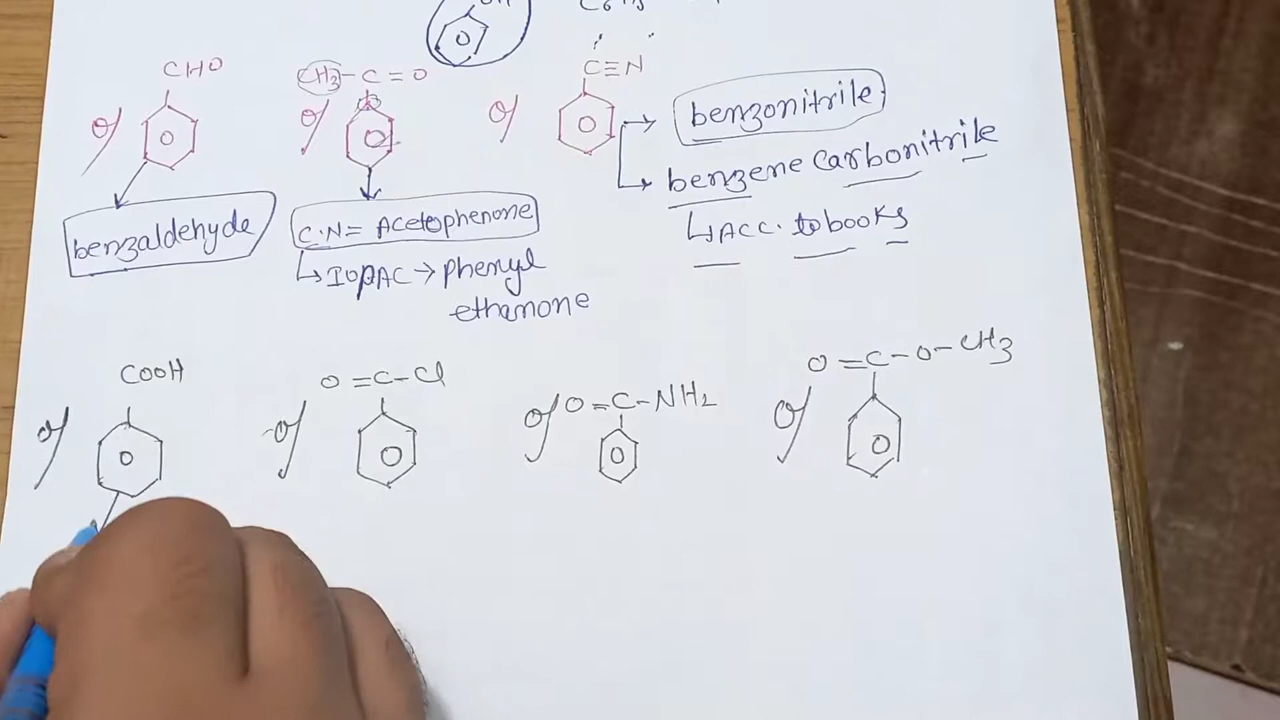 CHO
CH3-C=O
C≡N
benzonitrile
benzene carbonitrile
↳ACC. to books
benzaldehyde
C.N= Acetophenone
↳IUPAC→phenyl
ethanone
COOH
O=C-Cl
O=C-NH2
O=C-O-CH3